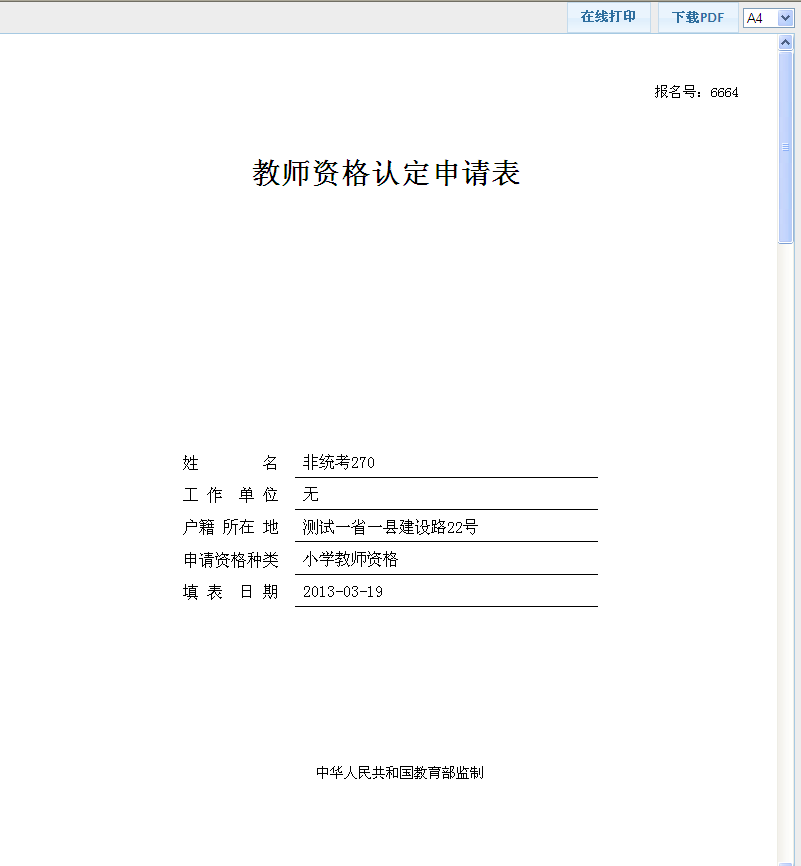 在线打印 下载PDF A4
报名号：6664
教师资格认定申请表
姓名 非统考270
工作单位 无
户籍所在地 测试一省一县建设路22号
申请资格种类 小学教师资格
填表日期 2013-03-19
中华人民共和国教育部监制